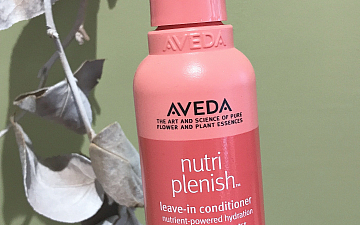 AVEDA
AVEDA
THE ART AND SCIENCE OF PURE
FLOWER AND PLANT ESSENCES
nutri
plenish™
leave-in conditioner
nutrient-powered hydration